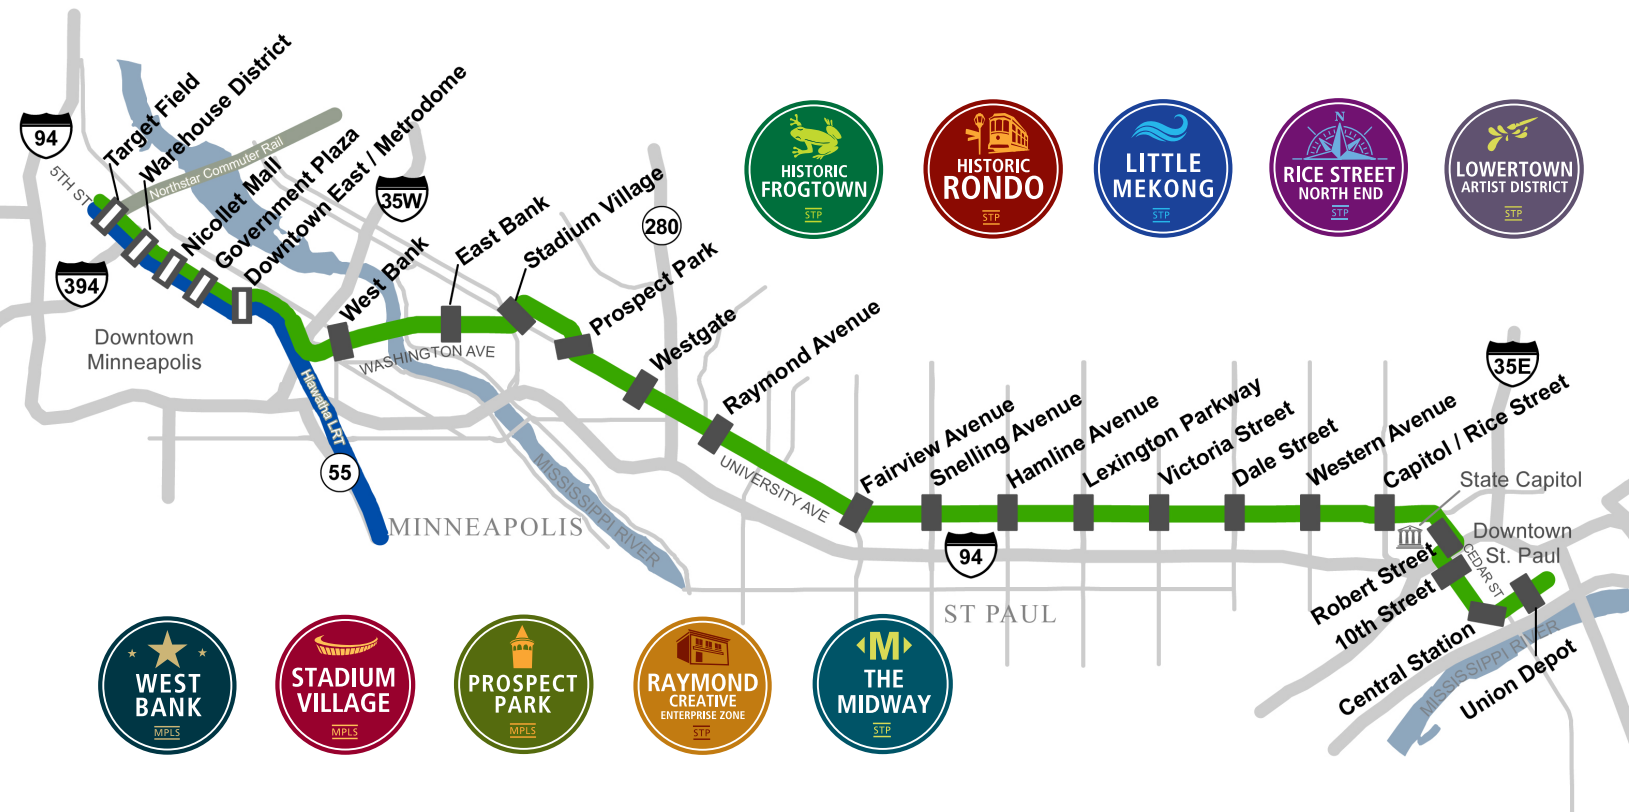 94
5TH ST
394
Target Field
Warehouse District
Northstar Commuter Rail
Nicollet Mall
Government Plaza
Downtown East / Metrodome
35W
West Bank
East Bank
Stadium Village
280
Prospect Park
Westgate
Raymond Avenue
Downtown
Minneapolis
WASHINGTON AVE
Hiawatha LRT
55
MINNEAPOLIS
MISSISSIPPI RIVER
UNIVERSITY AVE
HISTORIC
FROGTOWN
STP
HISTORIC
RONDO
STP
LITTLE
MEKONG
STP
N
RICE STREET
NORTH END
STP
LOWERTOWN
ARTIST DISTRICT
STP
Fairview Avenue
Snelling Avenue
Hamline Avenue
Lexington Parkway
Victoria Street
Dale Street
Western Avenue
Capitol / Rice Street
35E
State Capitol
Downtown
St. Paul
94
ST PAUL
CEDAR ST
Robert Street
10th Street
Central Station
Union Depot
MISSISSIPPI RIVER
WEST
BANK
MPLS
STADIUM
VILLAGE
MPLS
PROSPECT
PARK
MPLS
RAYMOND
CREATIVE
ENTERPRISE ZONE
STP
M
THE
MIDWAY
STP